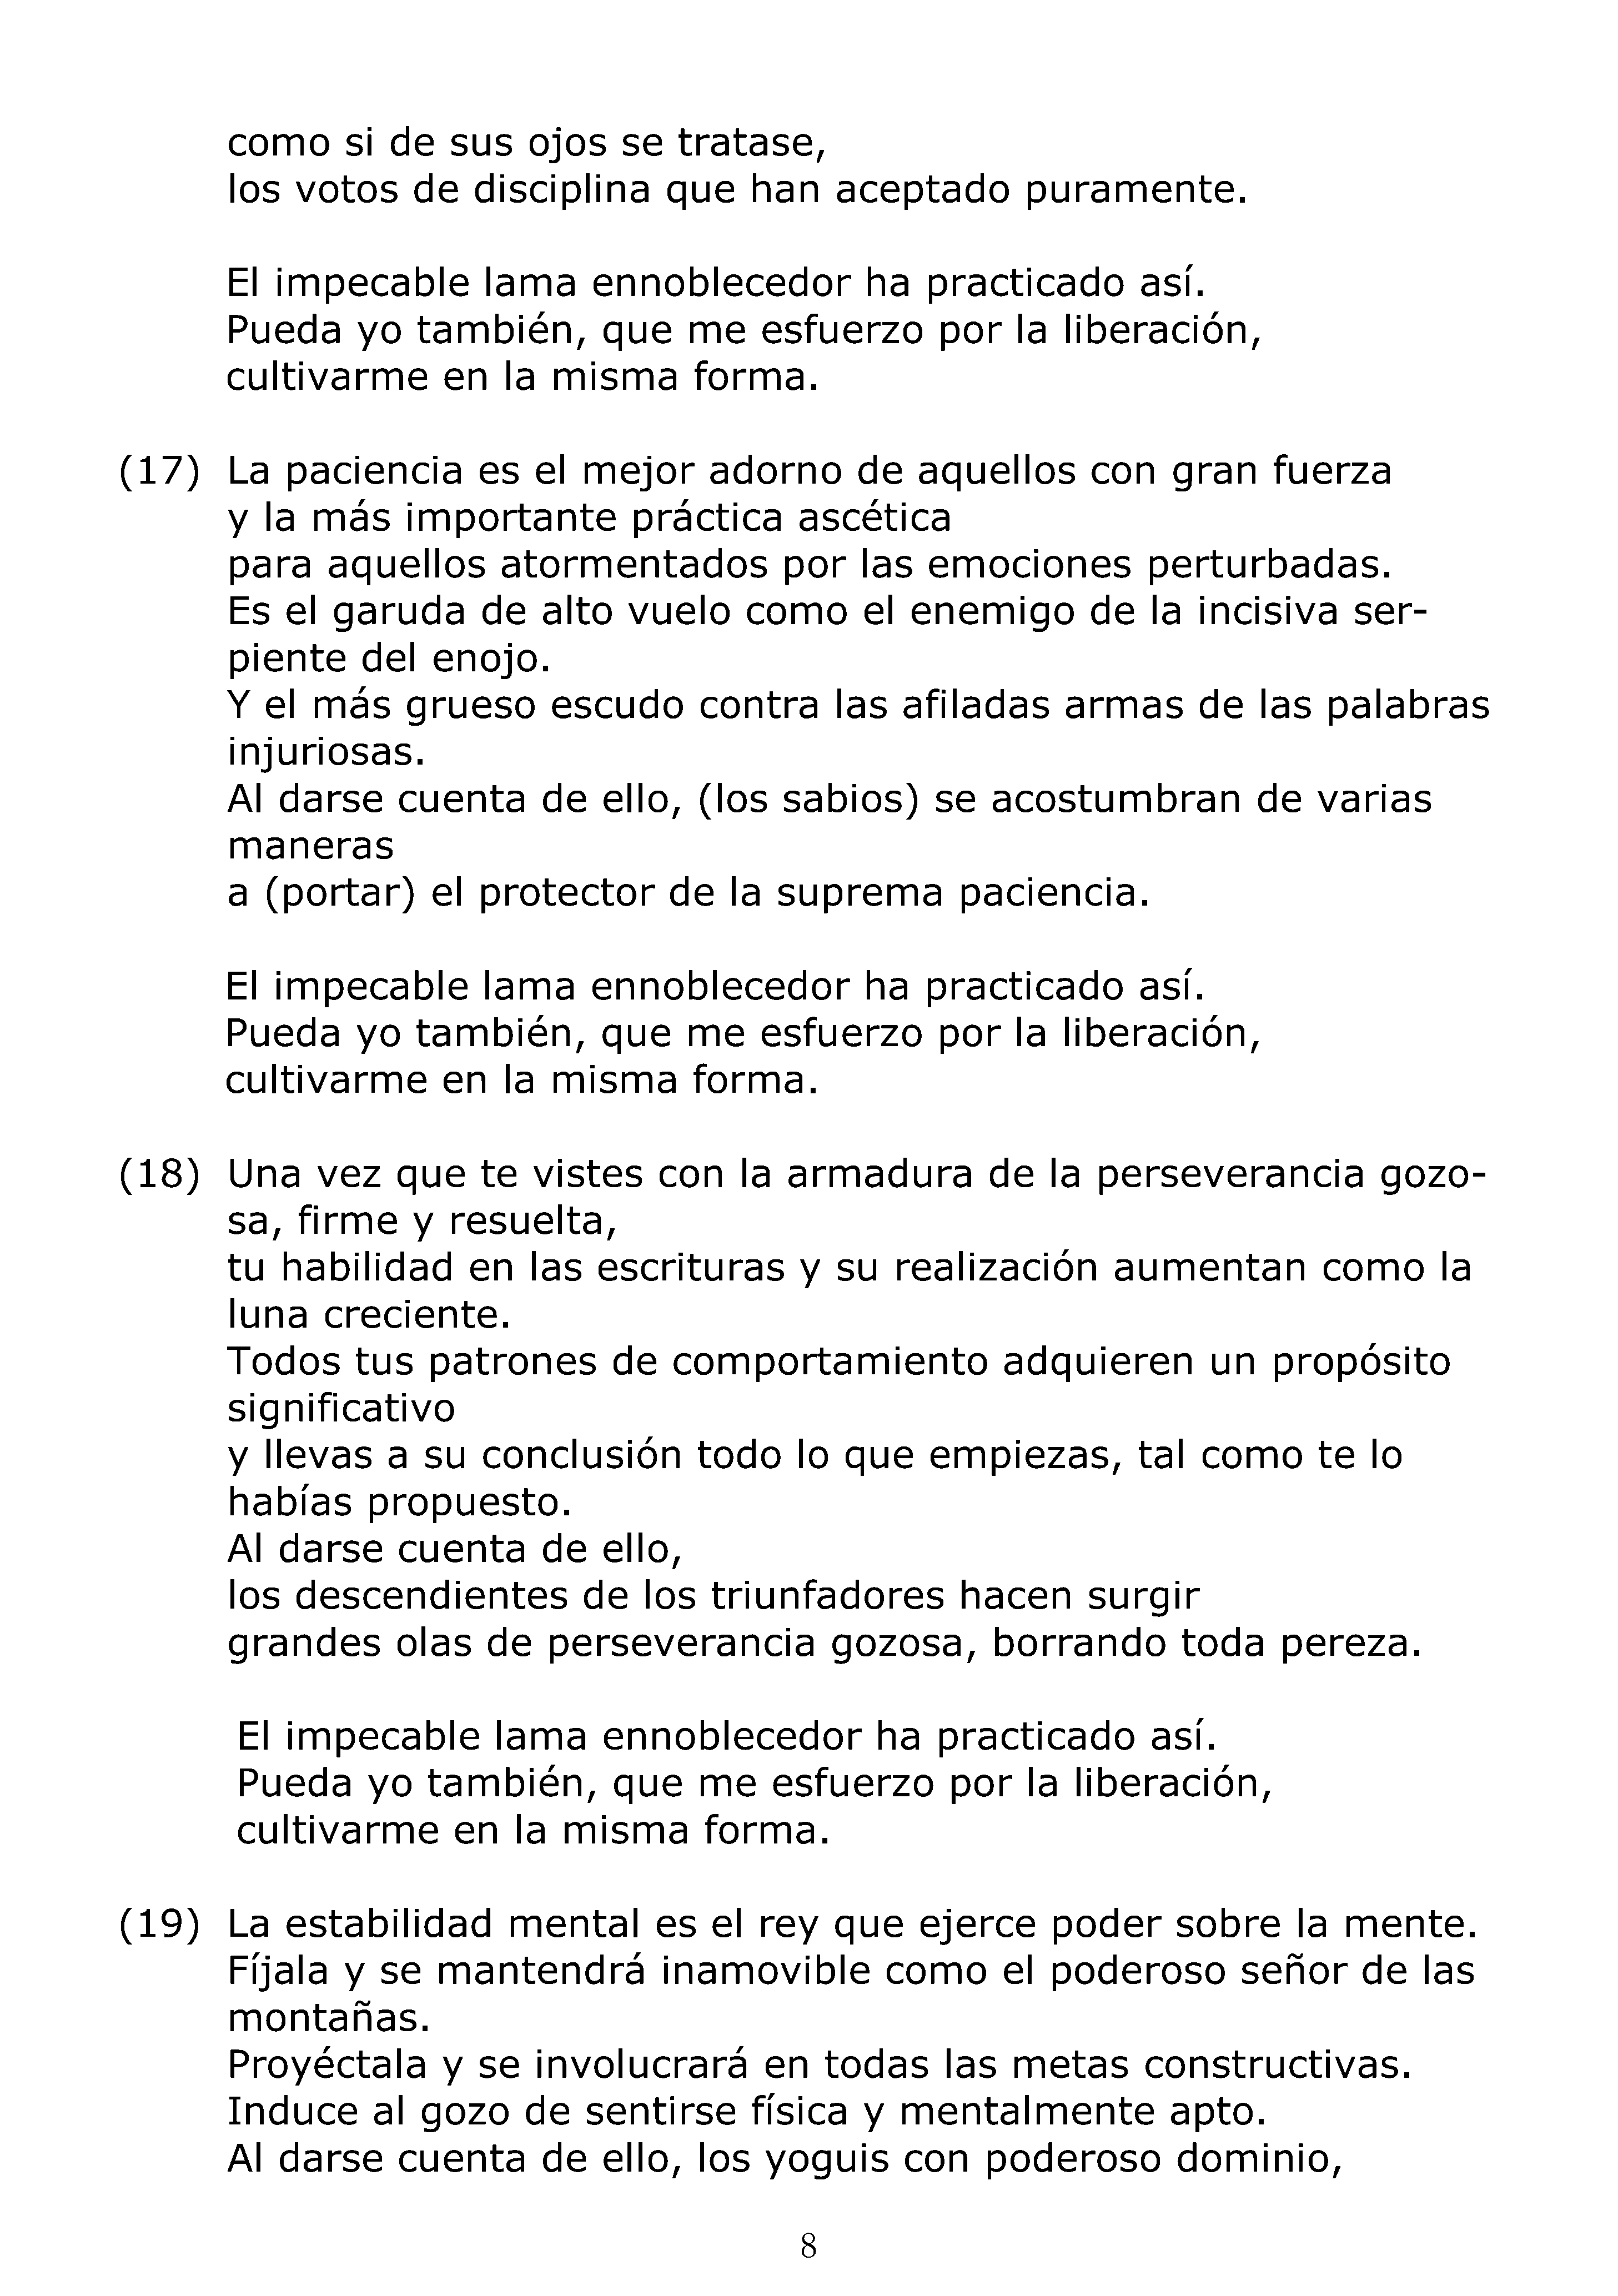 como si de sus ojos se tratase,
los votos de disciplina que han aceptado puramente.
El impecable lama ennoblecedor ha practicado así.
Pueda yo también, que me esfuerzo por la liberación,
cultivarme en la misma forma.
(17) La paciencia es el mejor adorno de aquellos con gran fuerza
y la más importante práctica ascética
para aquellos atormentados por las emociones perturbadas.
Es el garuda de alto vuelo como el enemigo de la incisiva ser-
piente del enojo.
Y el más grueso escudo contra las afiladas armas de las palabras
injuriosas.
Al darse cuenta de ello, (los sabios) se acostumbran de varias
maneras
a (portar) el protector de la suprema paciencia.
El impecable lama ennoblecedor ha practicado así.
Pueda yo también, que me esfuerzo por la liberación,
cultivarme en la misma forma.
(18) Una vez que te vistes con la armadura de la perseverancia gozo-
sa, firme y resuelta,
tu habilidad en las escrituras y su realización aumentan como la
luna creciente.
Todos tus patrones de comportamiento adquieren un propósito
significativo
y llevas a su conclusión todo lo que empiezas, tal como te lo
habías propuesto.
Al darse cuenta de ello,
los descendientes de los triunfadores hacen surgir
grandes olas de perseverancia gozosa, borrando toda pereza.
El impecable lama ennoblecedor ha practicado así.
Pueda yo también, que me esfuerzo por la liberación,
cultivarme en la misma forma.
(19) La estabilidad mental es el rey que ejerce poder sobre la mente.
Fíjala y se mantendrá inamovible como el poderoso señor de las
montañas.
Proyéctala y se involucrará en todas las metas constructivas.
Induce al gozo de sentirse física y mentalmente apto.
Al darse cuenta de ello, los yoguis con poderoso dominio,
8